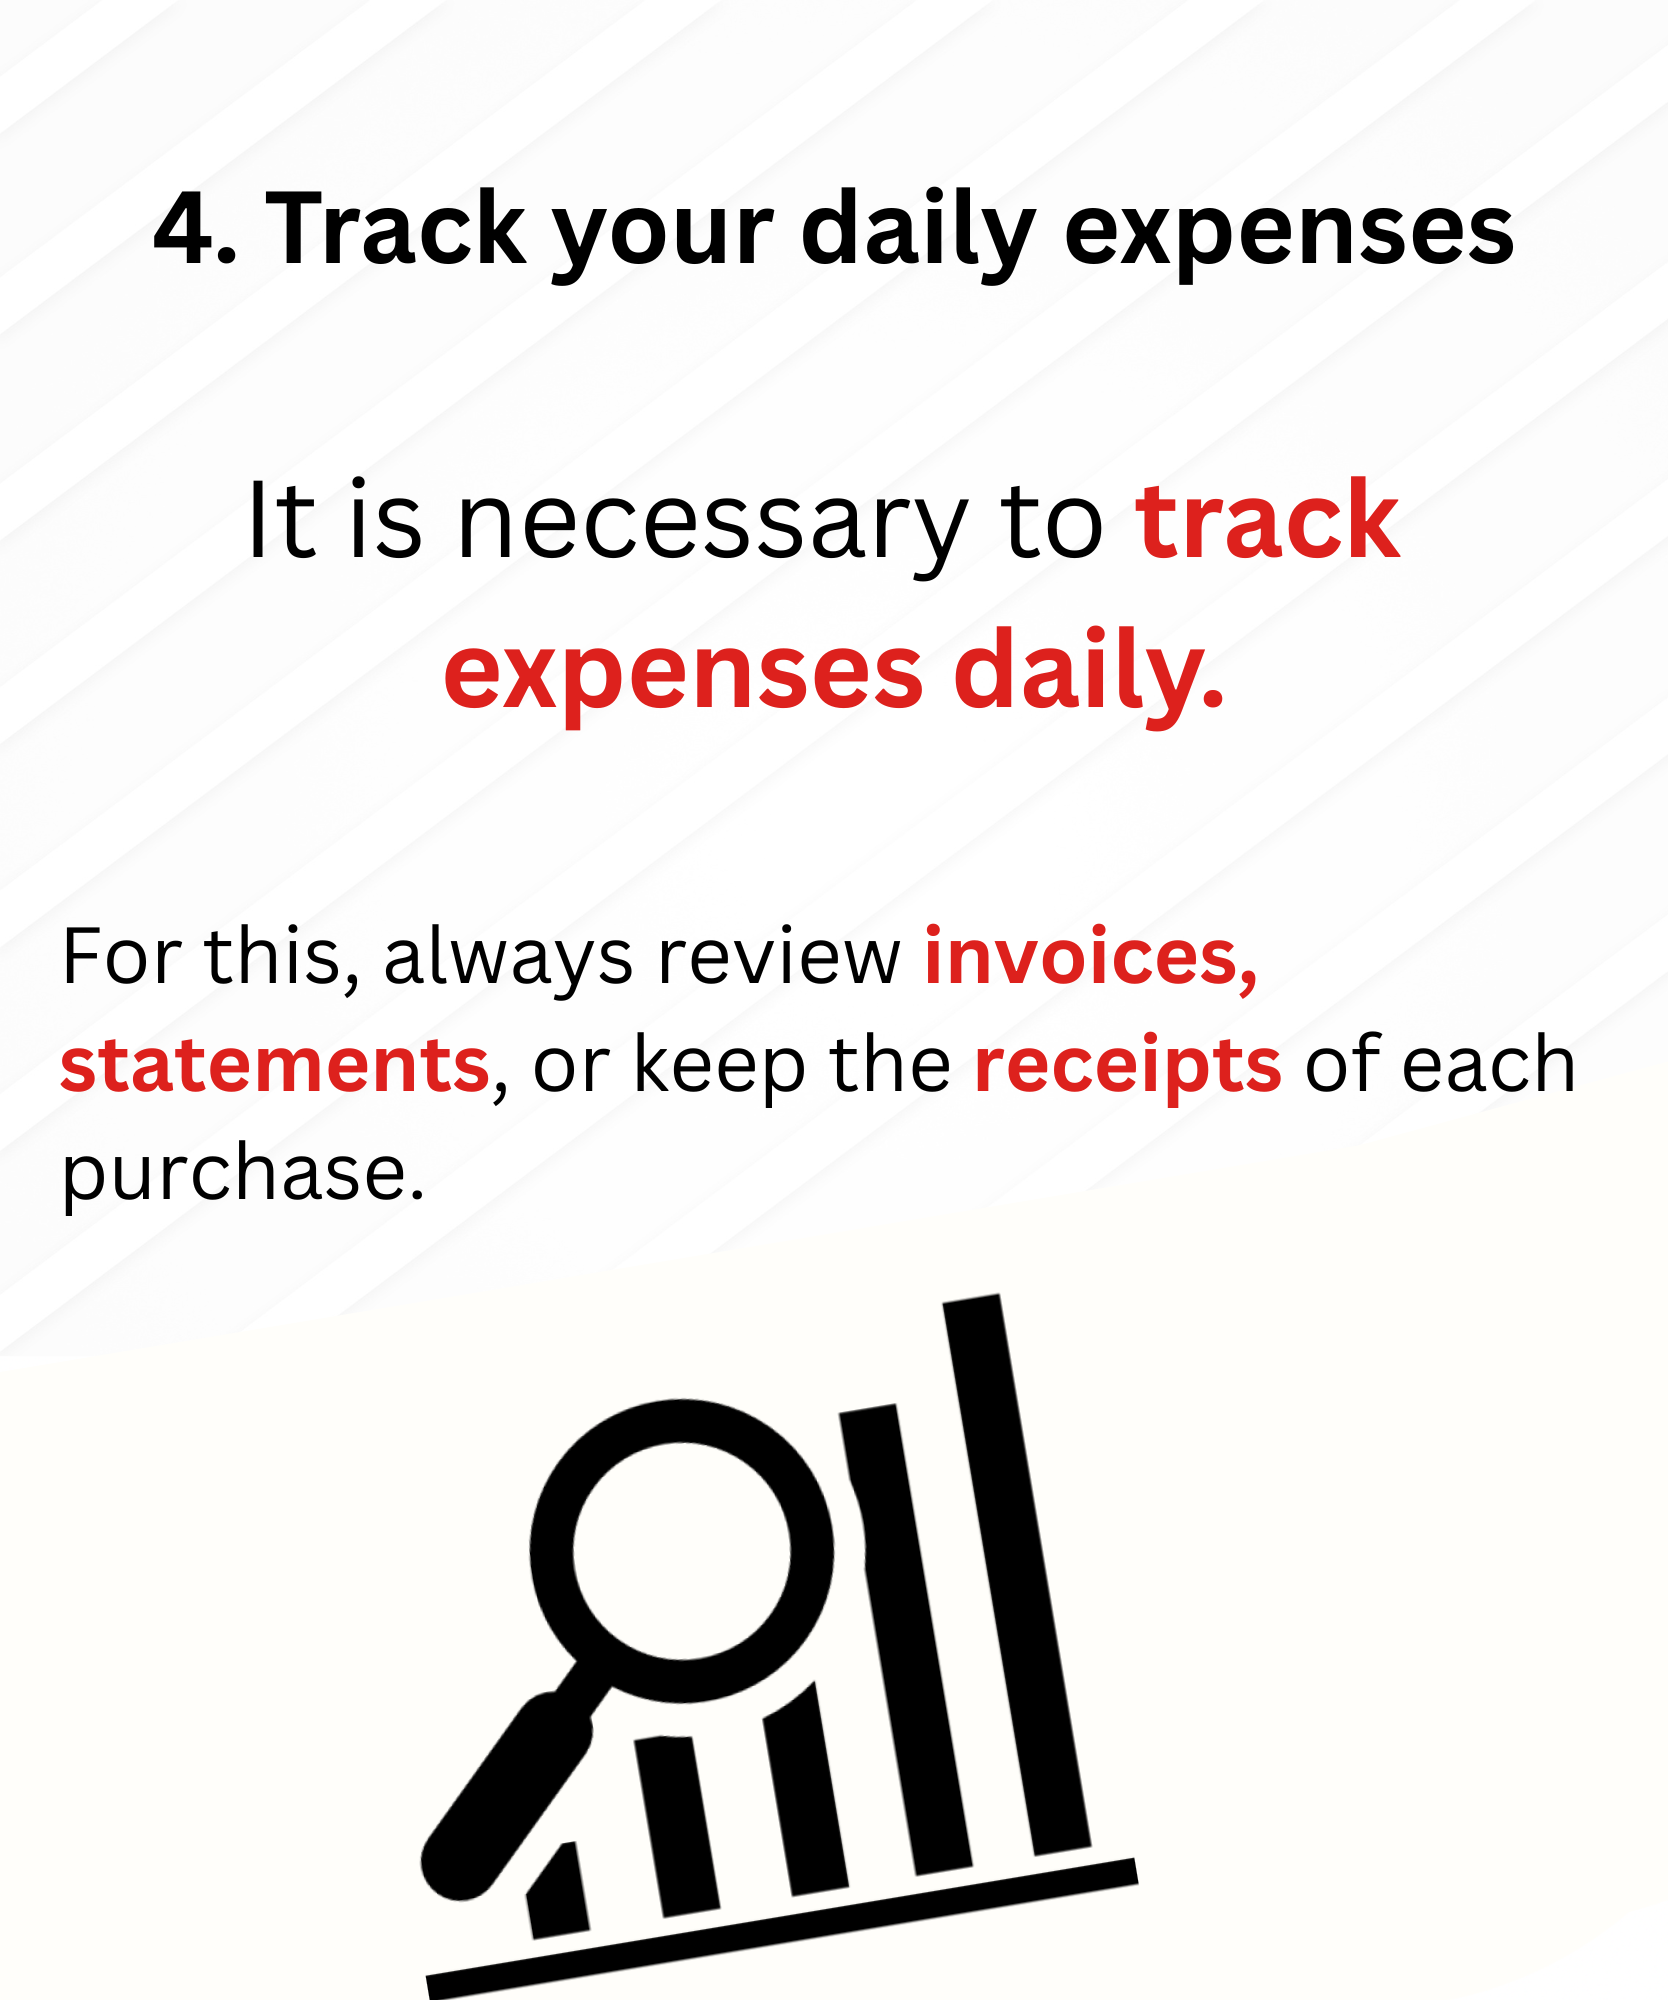 4. Track your daily expenses
It is necessary to track
expenses daily.
For this, always review invoices,
statements, or keep the receipts of each
purchase.